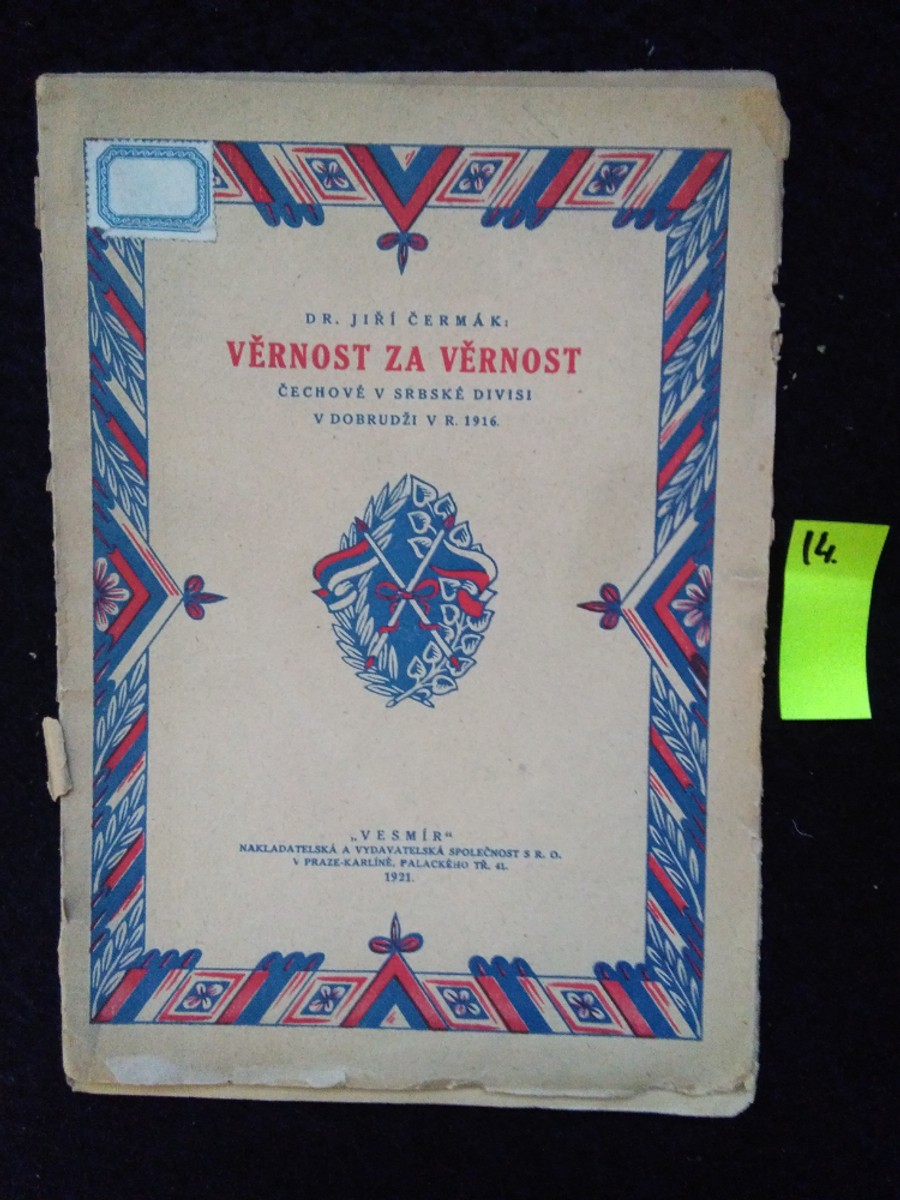 DR. JIŘÍ ČERMÁK:
VĚRNOST ZA VĚRNOST
ČECHOVÉ V SRBSKÉ DIVISI
V DOBRUDŽI V R. 1916.
14.
„VESMÍR“
NAKLADATELSKÁ A VYDAVATELSKÁ SPOLEČNOST S R. O.
V PRAZE-KARLÍNĚ, PALACKÉHO TŘ. 41.
1921.